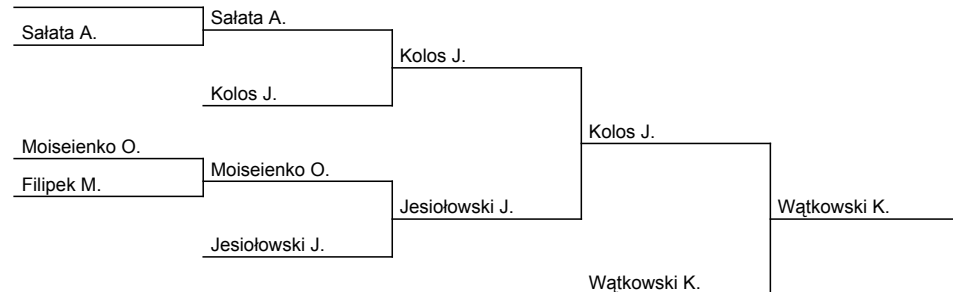 Sałata A.
Sałata A.
Kolos J.
Kolos J.
Moiseienko O.
Filipek M.
Moiseienko O.
Jesiołowski J.
Jesiołowski J.
Kolos J.
Wątkowski K.
Wątkowski K.